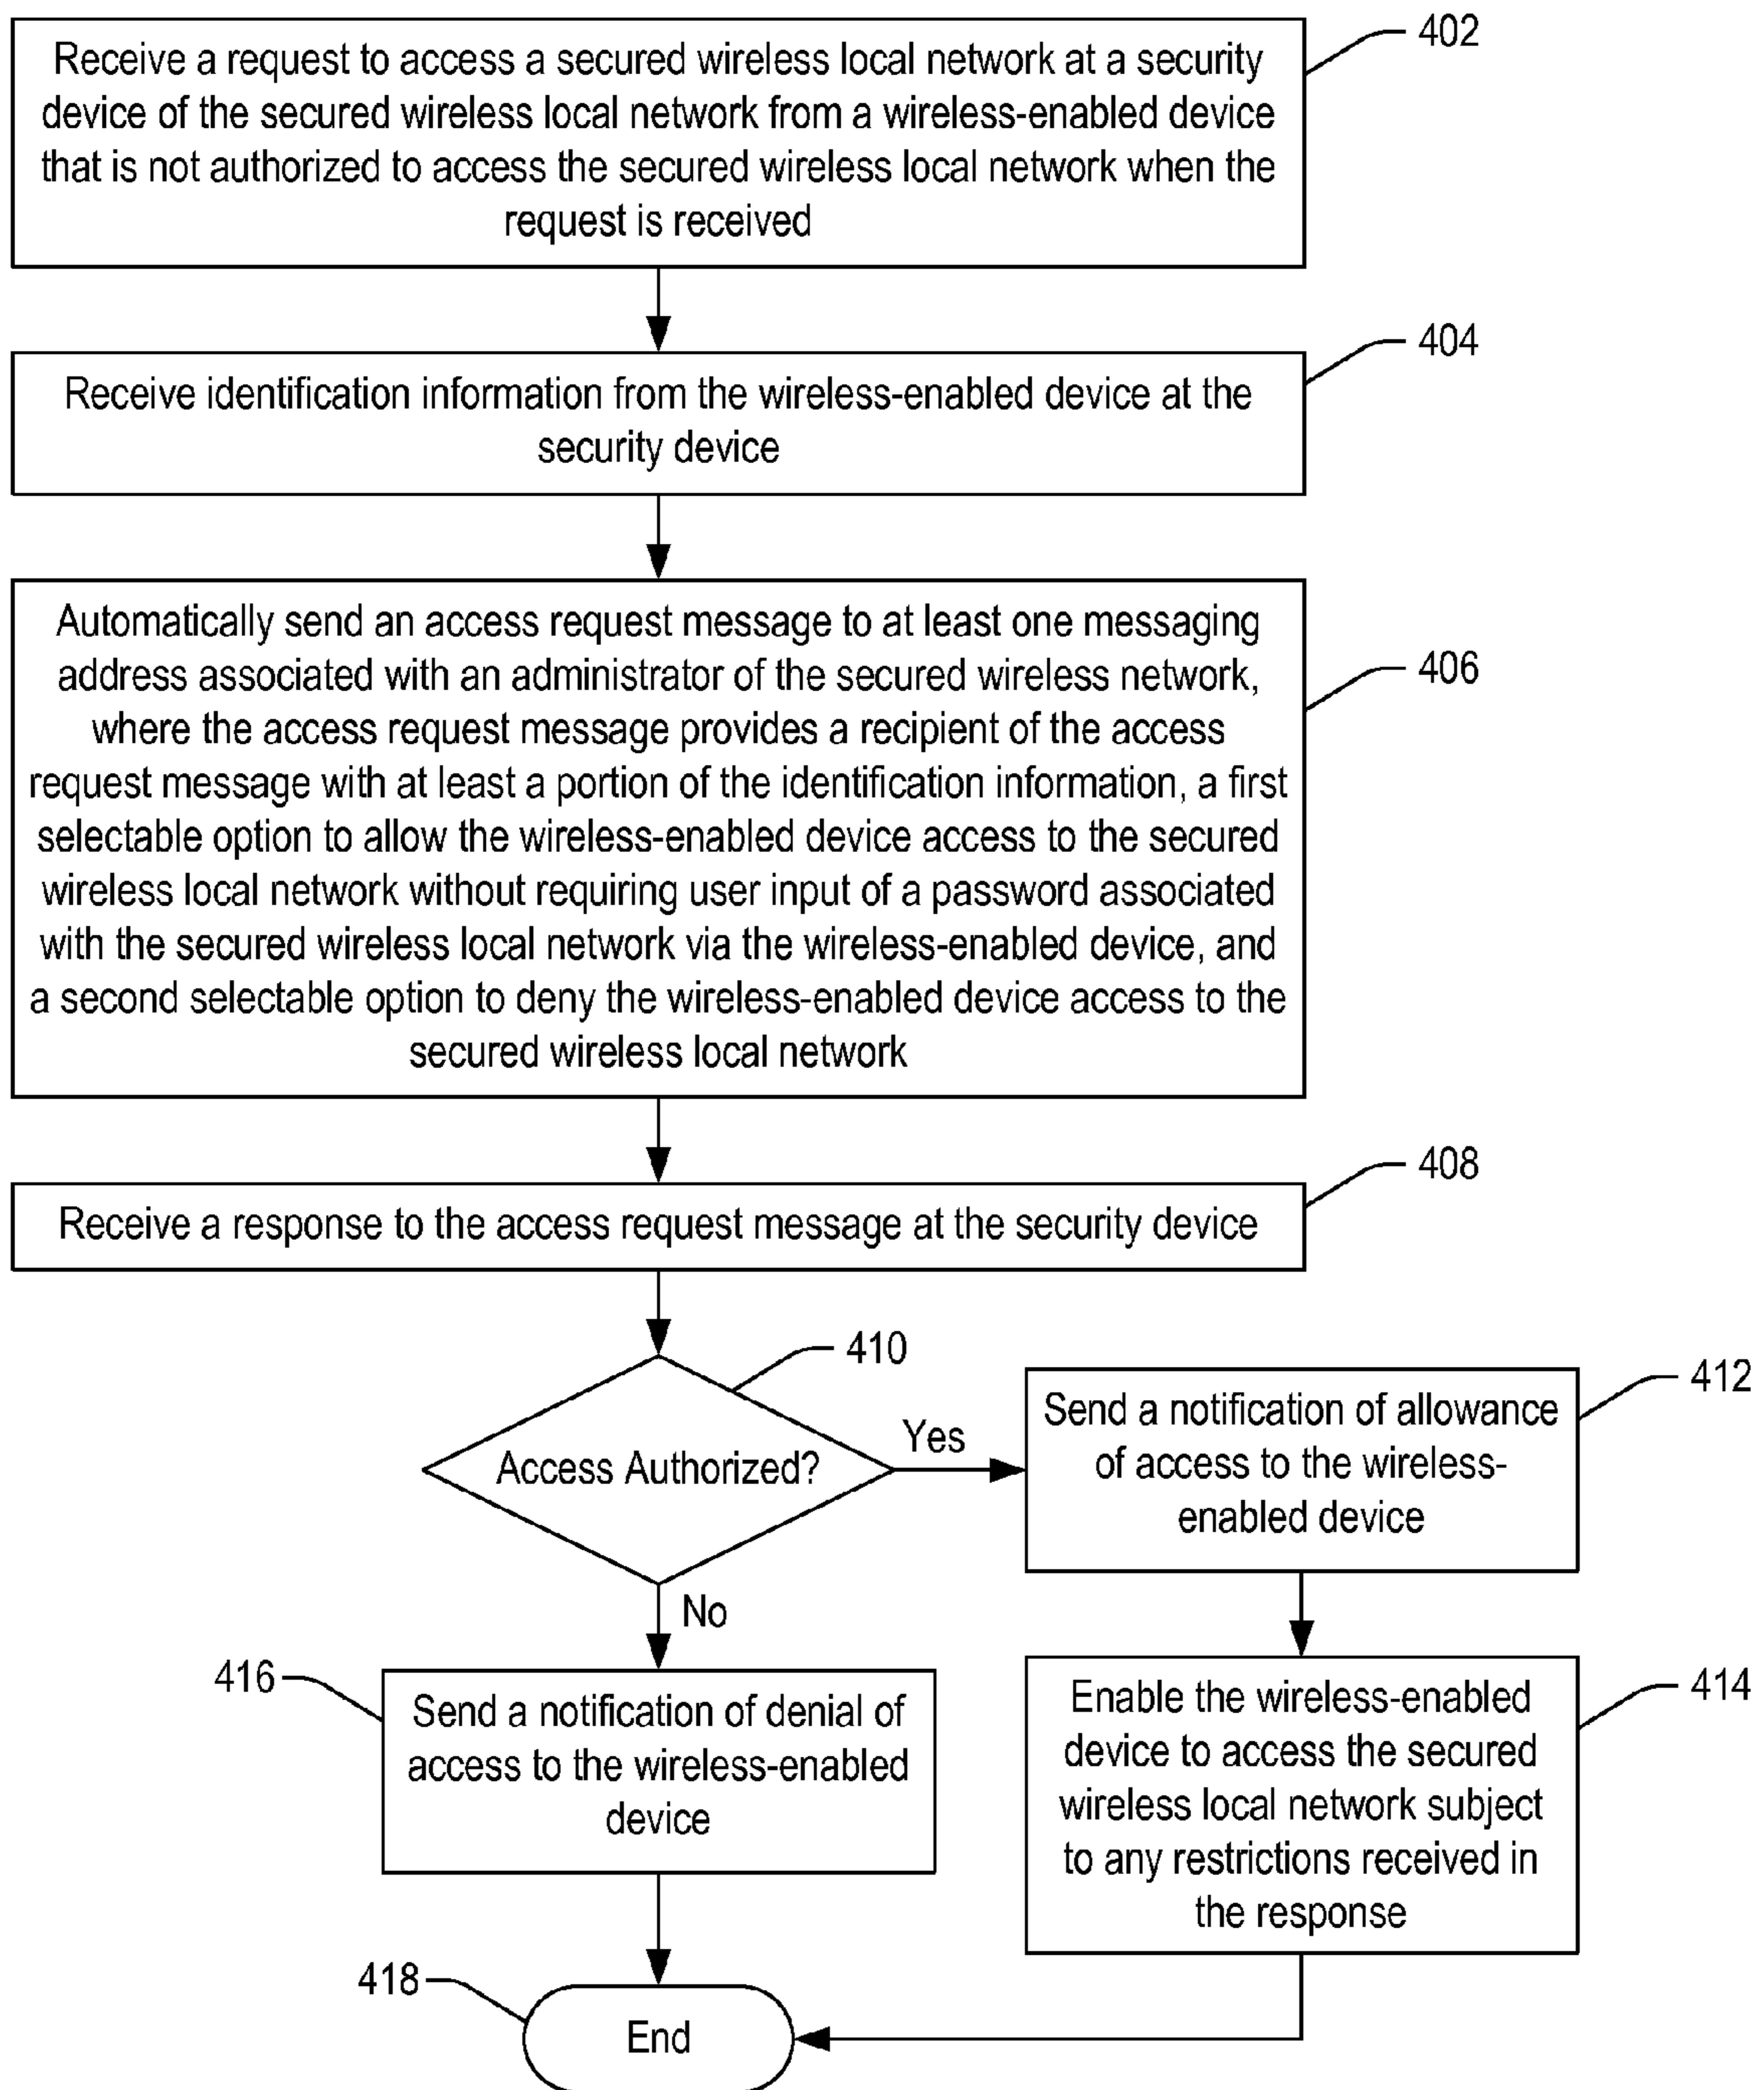 402
Receive a request to access a secured wireless local network at a security
device of the secured wireless local network from a wireless-enabled device
that is not authorized to access the secured wireless local network when the
request is received
404
Receive identification information from the wireless-enabled device at the
security device
406
Automatically send an access request message to at least one messaging
address associated with an administrator of the secured wireless network,
where the access request message provides a recipient of the access
request message with at least a portion of the identification information, a first
selectable option to allow the wireless-enabled device access to the secured
wireless local network without requiring user input of a password associated
with the secured wireless local network via the wireless-enabled device, and
a second selectable option to deny the wireless-enabled device access to the
secured wireless local network
408
Receive a response to the access request message at the security device
410
Access Authorized?
Yes
412
Send a notification of allowance
of access to the wireless-
enabled device
No
414
Enable the wireless-enabled
device to access the secured
wireless local network subject
to any restrictions received in
the response
416
Send a notification of denial of
access to the wireless-enabled
device
418
End